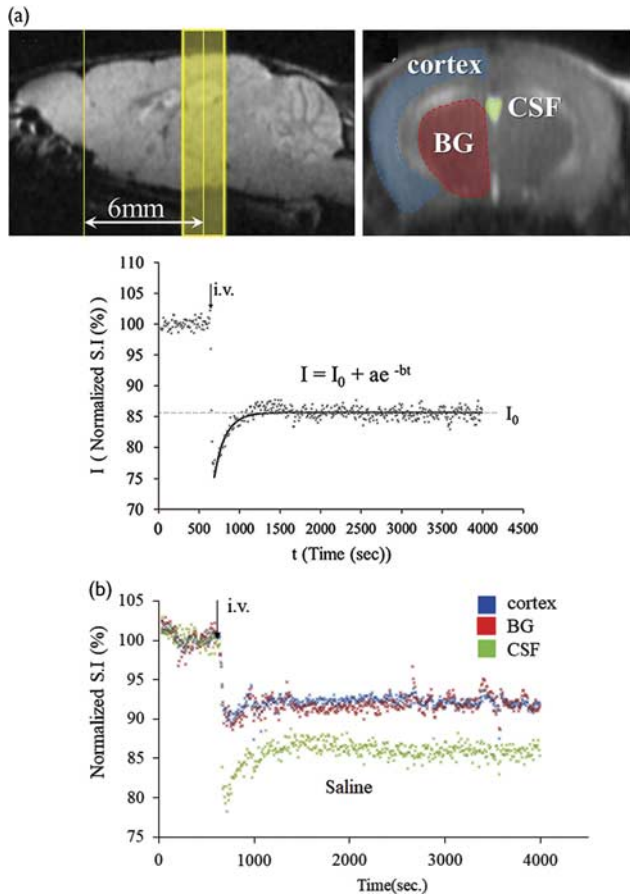 (a)
cortex
CSF
BG
6mm
110
105
100
95
90
85
80
75
70
I ( Normalized S.I (%))
i.v.
I = I₀ + ae ⁻ᵇᵗ
I₀
0 500 1000 1500 2000 2500 3000 3500 4000 4500
t (Time (sec))
(b)
105
100
95
90
85
80
75
Normalized S.I (%)
i.v.
cortex
BG
CSF
Saline
0 1000 2000 3000 4000
Time(sec.)